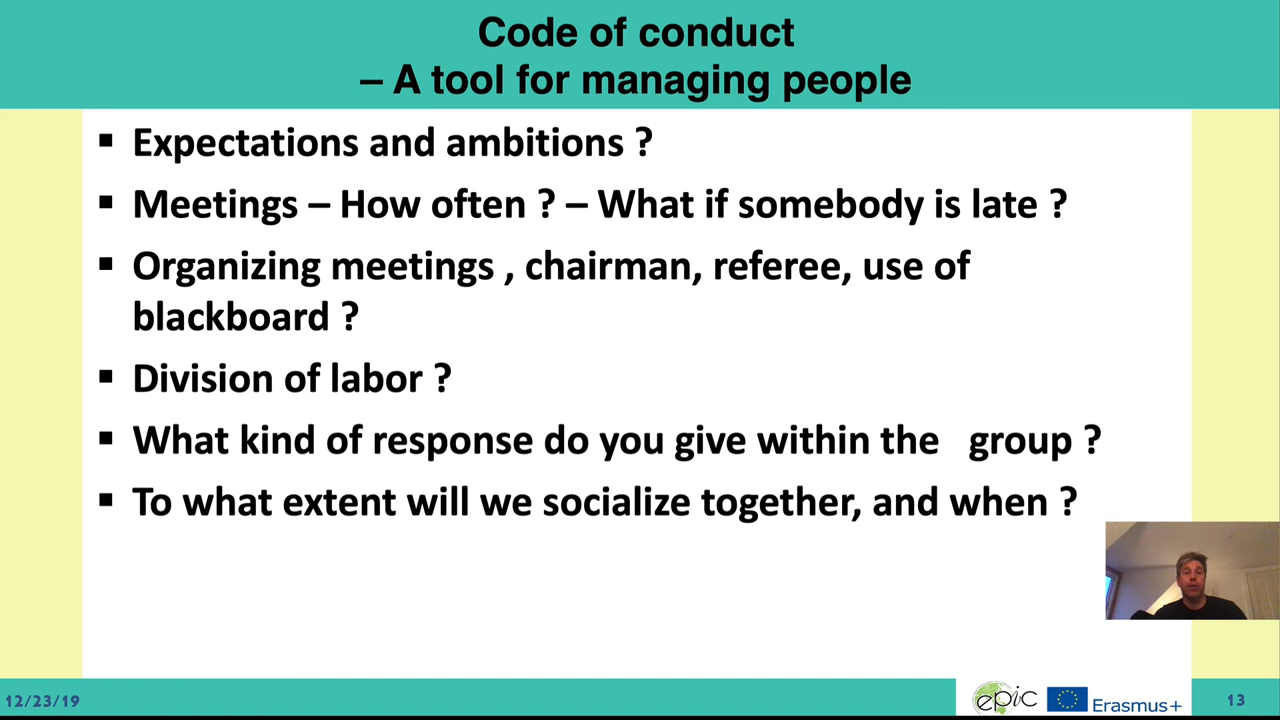 Code of conduct
– A tool for managing people
▪ Expectations and ambitions ?
▪ Meetings – How often ? – What if somebody is late ?
▪ Organizing meetings , chairman, referee, use of
blackboard ?
▪ Division of labor ?
▪ What kind of response do you give within the group ?
▪ To what extent will we socialize together, and when ?
12/23/19
epic
Erasmus+
13